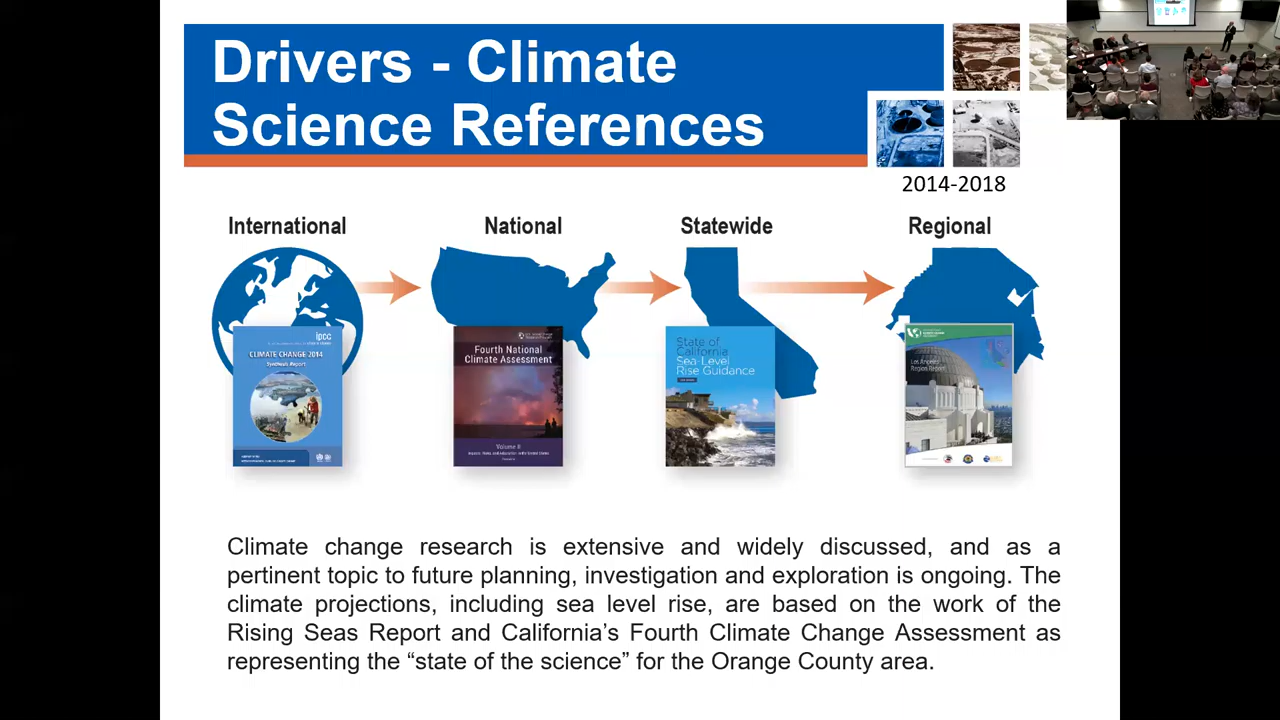 Drivers - Climate
Science References
2014-2018
International
National
Statewide
Regional
ipcc
CLIMATE CHANGE 2014
Synthesis Report
Fourth National
Climate Assessment
Volume II
State of
California
Sea-Level
Rise Guidance
Los Angeles
Region Report
Climate change research is extensive and widely discussed, and as a
pertinent topic to future planning, investigation and exploration is ongoing. The
climate projections, including sea level rise, are based on the work of the
Rising Seas Report and California’s Fourth Climate Change Assessment as
representing the “state of the science” for the Orange County area.